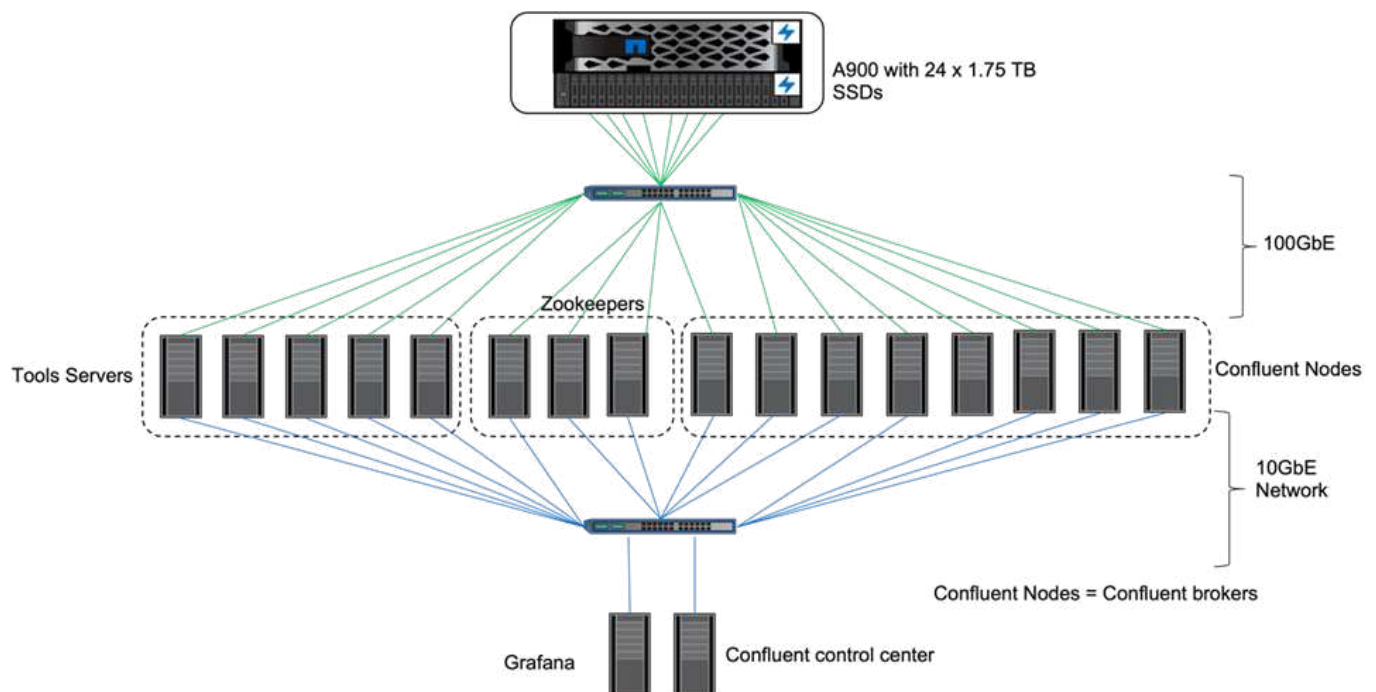 A900 with 24 x 1.75 TB
SSDs
100GbE
Zookeepers
Tools Servers
Confluent Nodes
10GbE
Network
Confluent Nodes = Confluent brokers
Grafana
Confluent control center